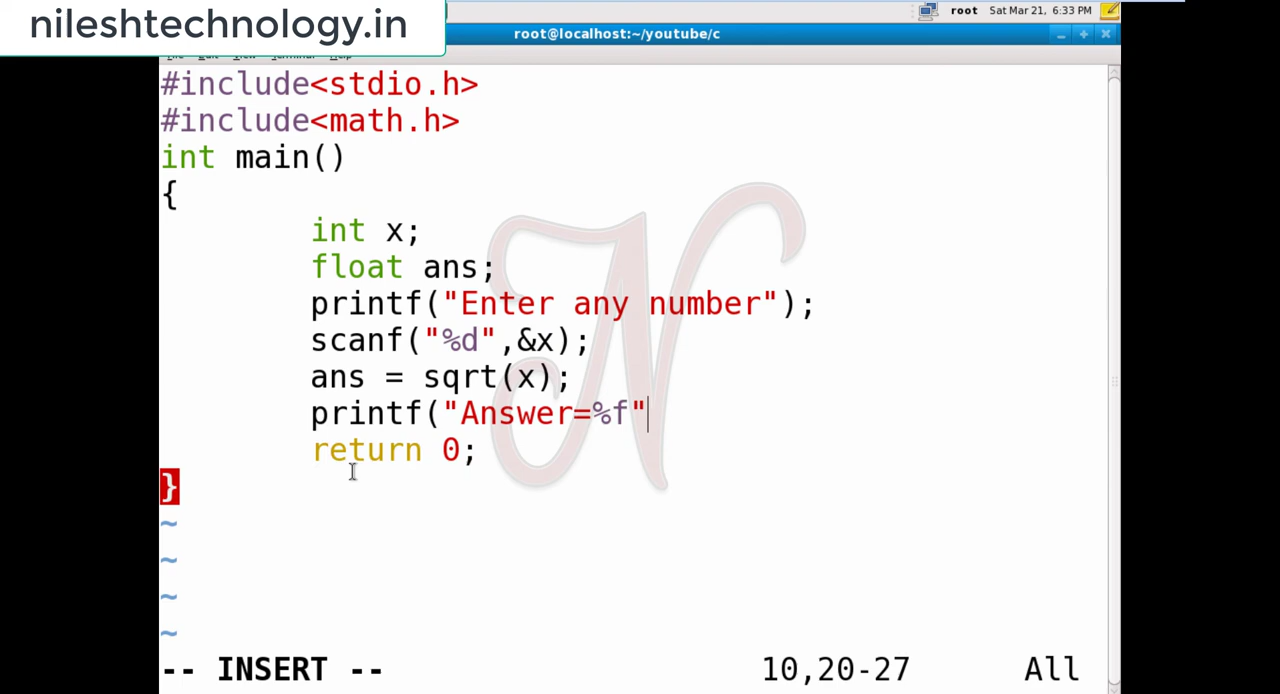 nileshtechnology.in
root Sat Mar 21, 6:33 PM
root@localhost:~/youtube/c
#include<stdio.h>
#include<math.h>
int main()
{
int x;
float ans;
printf("Enter any number");
scanf("%d",&x);
ans = sqrt(x);
printf("Answer=%f"
return 0;
}
~
~
~
~
-- INSERT -- 10,20-27 All